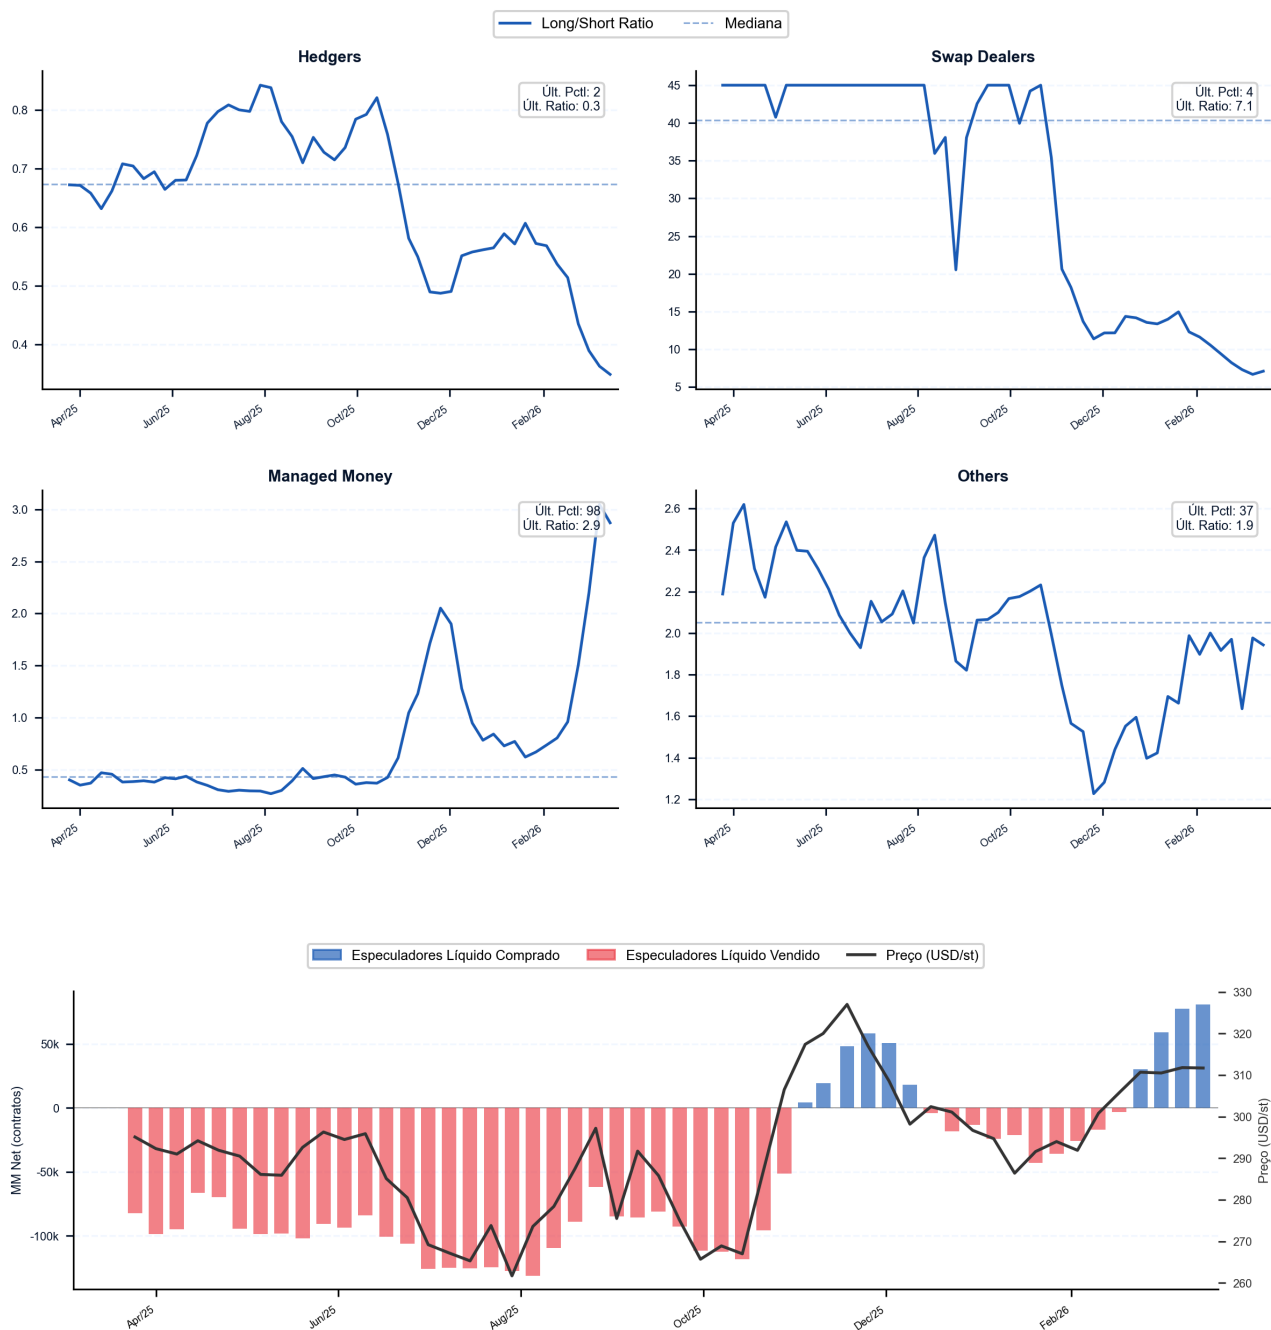 Long/Short Ratio Mediana
Hedgers
Últ. Pctl: 2
Últ. Ratio: 0.3
0.8
0.7
0.6
0.5
0.4
Apr/25 Jun/25 Aug/25 Oct/25 Dec/25 Feb/26
Swap Dealers
Últ. Pctl: 4
Últ. Ratio: 7.1
45
40
35
30
25
20
15
10
5
Apr/25 Jun/25 Aug/25 Oct/25 Dec/25 Feb/26
Managed Money
Últ. Pctl: 98
Últ. Ratio: 2.9
3.0
2.5
2.0
1.5
1.0
0.5
Apr/25 Jun/25 Aug/25 Oct/25 Dec/25 Feb/26
Others
Últ. Pctl: 37
Últ. Ratio: 1.9
2.6
2.4
2.2
2.0
1.8
1.6
1.4
1.2
Apr/25 Jun/25 Aug/25 Oct/25 Dec/25 Feb/26
Especuladores Líquido Comprado Especuladores Líquido Vendido Preço (USD/st)
MM Net (contratos)
50k
0
-50k
-100k
330
320
310
300
290
280
270
260
Preço (USD/st)
Apr/25 Jun/25 Aug/25 Oct/25 Dec/25 Feb/26